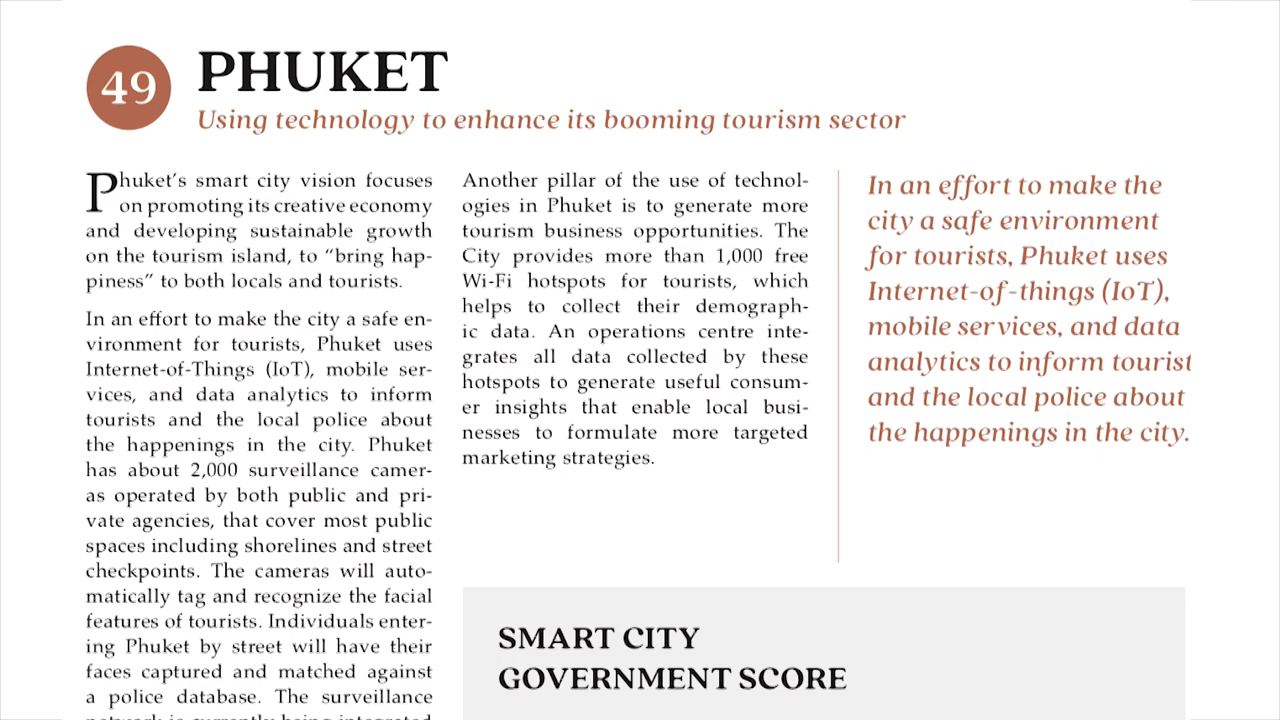 49
PHUKET
Using technology to enhance its booming tourism sector
Phuket's smart city vision focuses
on promoting its creative economy
and developing sustainable growth
on the tourism island, to “bring hap-
piness” to both locals and tourists.
In an effort to make the city a safe en-
vironment for tourists, Phuket uses
Internet-of-Things (IoT), mobile ser-
vices, and data analytics to inform
tourists and the local police about
the happenings in the city. Phuket
has about 2,000 surveillance camer-
as operated by both public and pri-
vate agencies, that cover most public
spaces including shorelines and street
checkpoints. The cameras will auto-
matically tag and recognize the facial
features of tourists. Individuals enter-
ing Phuket by street will have their
faces captured and matched against
a police database. The surveillance
network is currently being integrated
Another pillar of the use of technol-
ogies in Phuket is to generate more
tourism business opportunities. The
City provides more than 1,000 free
Wi-Fi hotspots for tourists, which
helps to collect their demograph-
ic data. An operations centre inte-
grates all data collected by these
hotspots to generate useful consum-
er insights that enable local busi-
nesses to formulate more targeted
marketing strategies.
In an effort to make the
city a safe environment
for tourists, Phuket uses
Internet-of-things (IoT),
mobile services, and data
analytics to inform tourist
and the local police about
the happenings in the city.
SMART CITY
GOVERNMENT SCORE